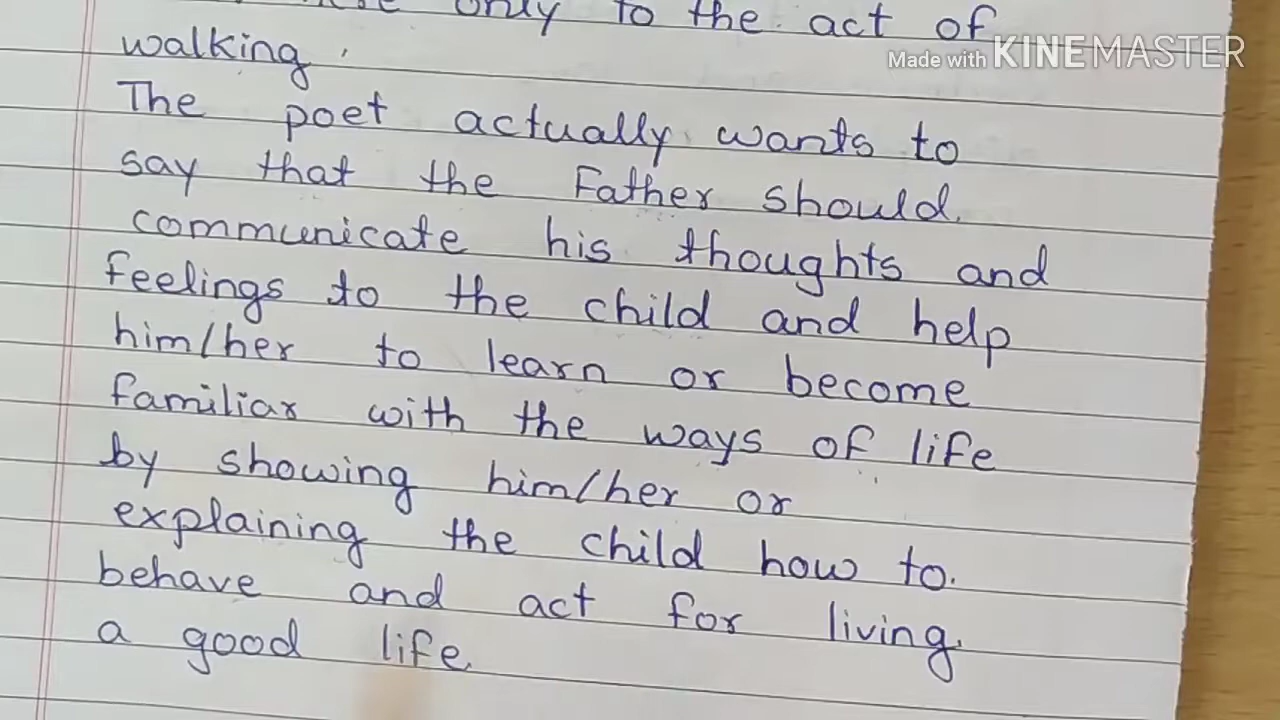 only to the act of
Made with KINEMASTER
walking.
The poet actually wants to
say that the Father should
communicate his thoughts and
feelings to the child and help
him/her to learn or become
familiar with the ways of life
by showing him/her or
explaining the child how to
behave and act for living
a good life